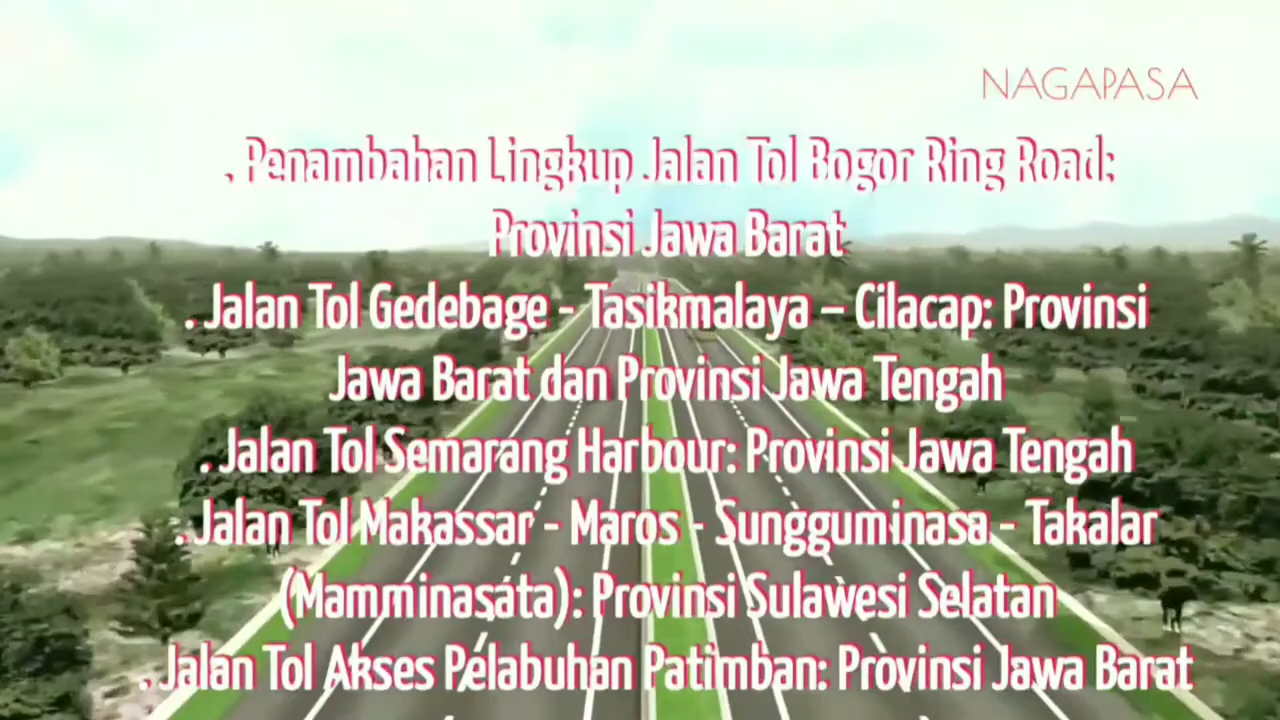 NAGAPASA
. Penambahan Lingkup Jalan Tol Bogor Ring Road:
Provinsi Jawa Barat
. Jalan Tol Gedebage - Tasikmalaya – Cilacap: Provinsi
Jawa Barat dan Provinsi Jawa Tengah
. Jalan Tol Semarang Harbour: Provinsi Jawa Tengah
. Jalan Tol Makassar - Maros - Sungguminasa - Takalar
(Mamminasata): Provinsi Sulawesi Selatan
. Jalan Tol Akses Pelabuhan Patimban: Provinsi Jawa Barat